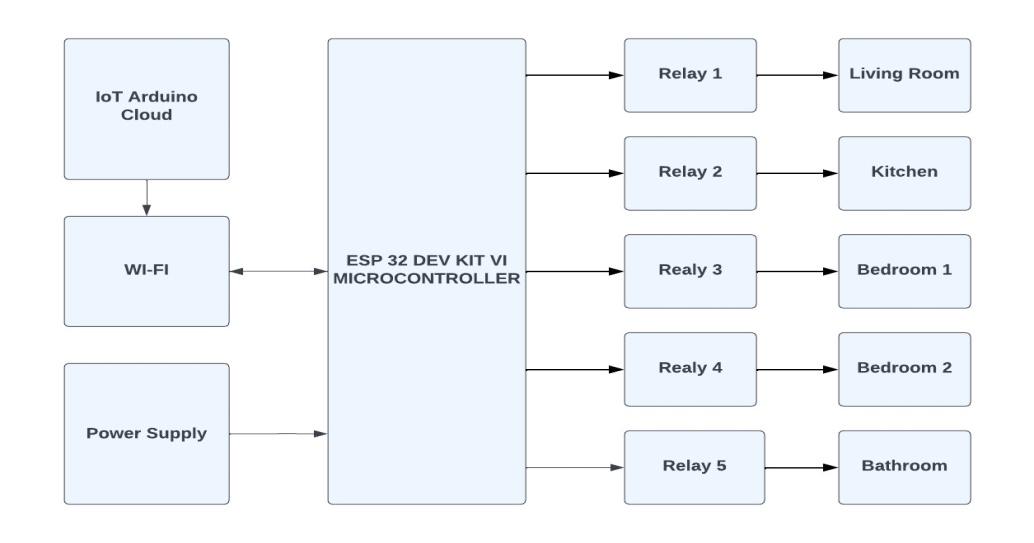 IoT Arduino
Cloud
WI-FI
Power Supply
ESP 32 DEV KIT VI
MICROCONTROLLER
Relay 1
Living Room
Relay 2
Kitchen
Realy 3
Bedroom 1
Realy 4
Bedroom 2
Relay 5
Bathroom